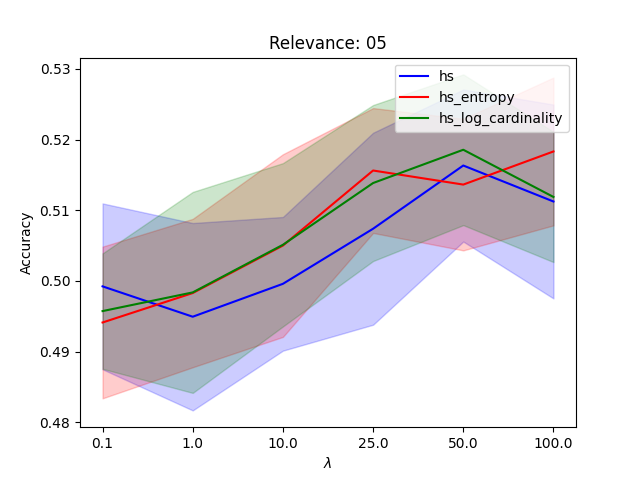 Relevance: 05
hs
hs_entropy
hs_log_cardinality
Accuracy
0.53
0.52
0.51
0.50
0.49
0.48
0.1 1.0 10.0 25.0 50.0 100.0
λ